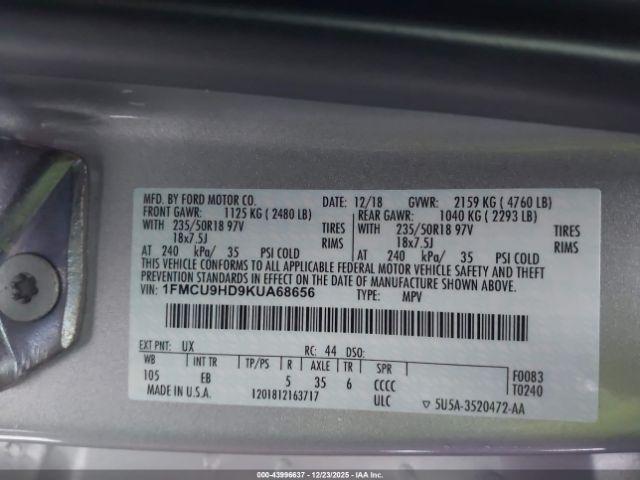 MFD. BY FORD MOTOR CO. DATE: 12/18 GVWR: 2159 KG ( 4760 LB)
FRONT GAWR: 1125 KG ( 2480 LB) REAR GAWR: 1040 KG ( 2293 LB)
WITH 235/50R18 97V TIRES WITH 235/50R18 97V TIRES
18x7.5J RIMS 18x7.5J RIMS
AT 240 kPa/ 35 PSI COLD AT 240 kPa/ 35 PSI COLD
THIS VEHICLE CONFORMS TO ALL APPLICABLE FEDERAL MOTOR VEHICLE SAFETY AND THEFT
PREVENTION STANDARDS IN EFFECT ON THE DATE OF MANUFACTURE SHOWN ABOVE.
VIN: 1FMCU9HD9KUA68656 TYPE: MPV
EXT PNT: UX RC: 44 DSO:
WB INT TR TP/PS R AXLE TR SPR F0083
105 EB 5 35 6 CCCC T0240
MADE IN U.S.A. 1201812163717 ULC ▽ 5U5A-3520472-AA
000-43996637 - 12/23/2025 - COPART.CA